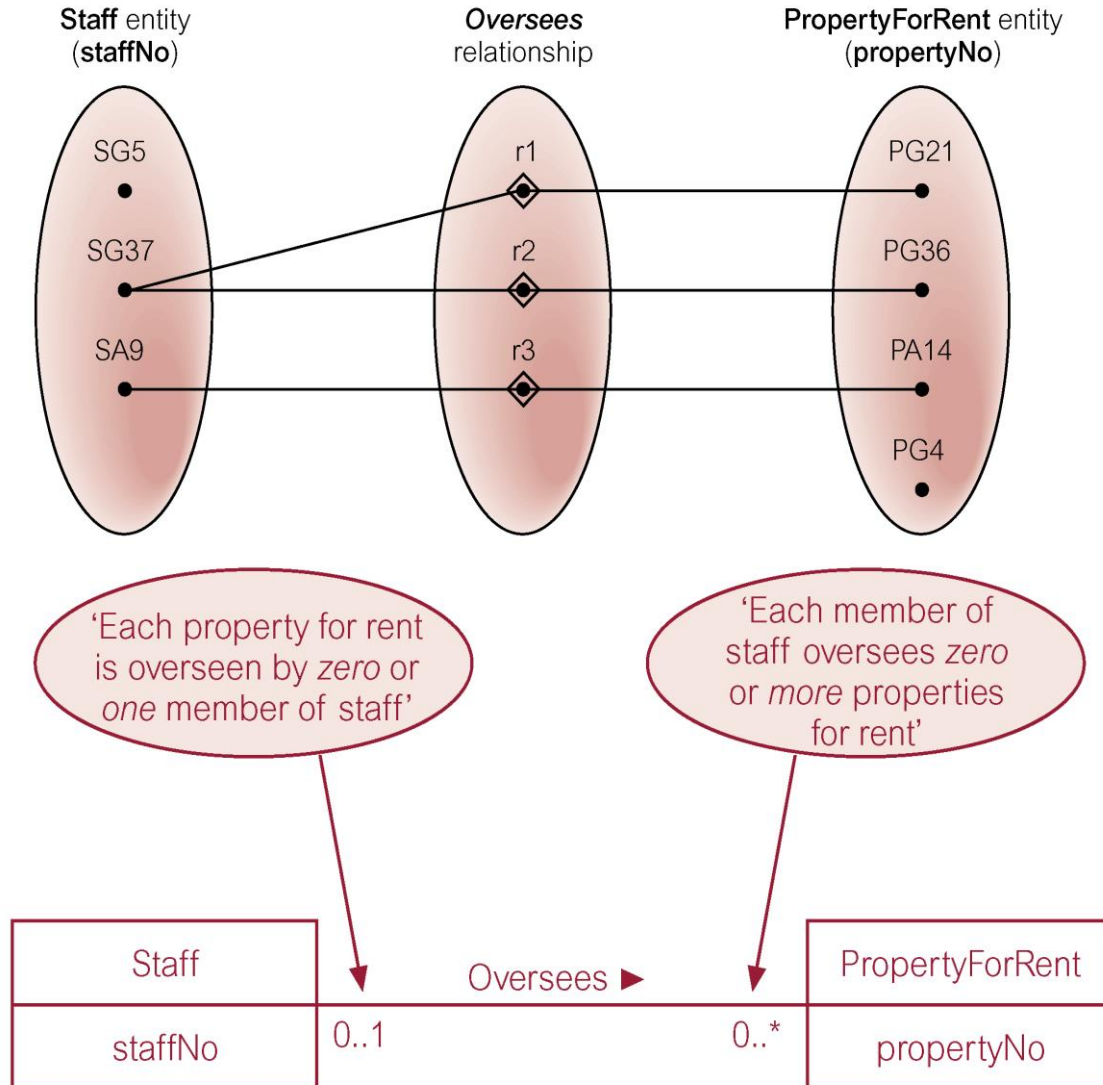 Staff entity
(staffNo)
Oversees
relationship
PropertyForRent entity
(propertyNo)
SG5
SG37
SA9
r1
r2
r3
PG21
PG36
PA14
PG4
‘Each property for rent
is overseen by zero or
one member of staff’
‘Each member of
staff oversees zero
or more properties
for rent’
Staff
staffNo
0..1
Oversees ►
0..*
PropertyForRent
propertyNo